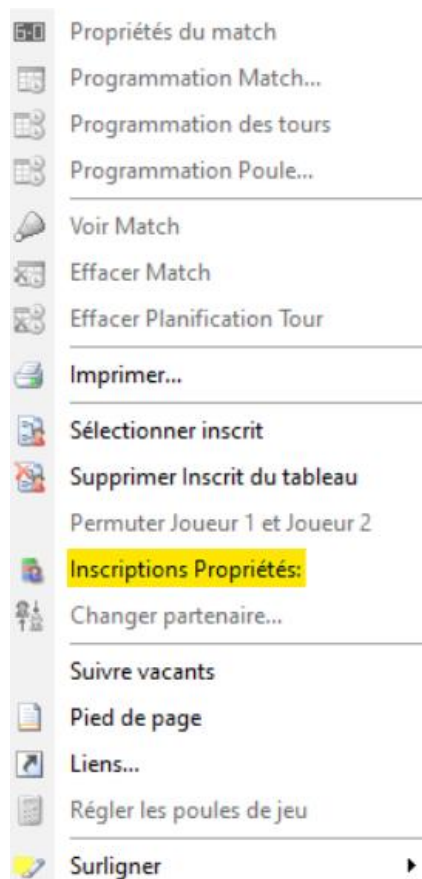 6-0 Propriétés du match
Programmation Match...
Programmation des tours
Programmation Poule...
Voir Match
Effacer Match
Effacer Planification Tour
Imprimer...
Sélectionner inscrit
Supprimer Inscrit du tableau
Permuter Joueur 1 et Joueur 2
Inscriptions Propriétés:
Changer partenaire...
Suivre vacants
Pied de page
Liens...
Régler les poules de jeu
Surligner